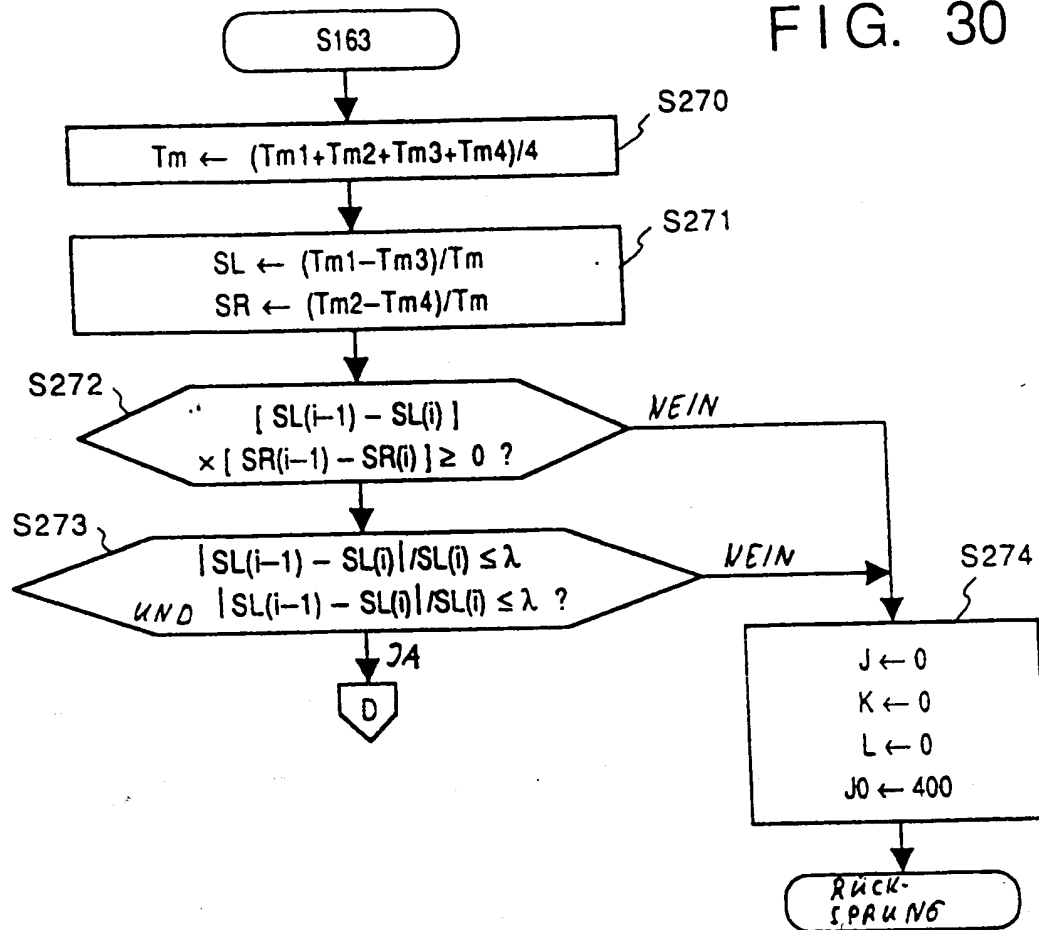 FIG. 30
S163
S270
Tm ← (Tm1+Tm2+Tm3+Tm4)/4
S271
SL ← (Tm1–Tm3)/Tm
SR ← (Tm2–Tm4)/Tm
S272
[ SL(i–1) – SL(i) ]
× [ SR(i–1) – SR(i) ] ≥ 0 ?
NEIN
S273
|SL(i–1) – SL(i)|/SL(i) ≤ λ
UND |SL(i–1) – SL(i)|/SL(i) ≤ λ ?
NEIN
JA
D
S274
J ← 0
K ← 0
L ← 0
J0 ← 400
RÜCK-
SPRUNG